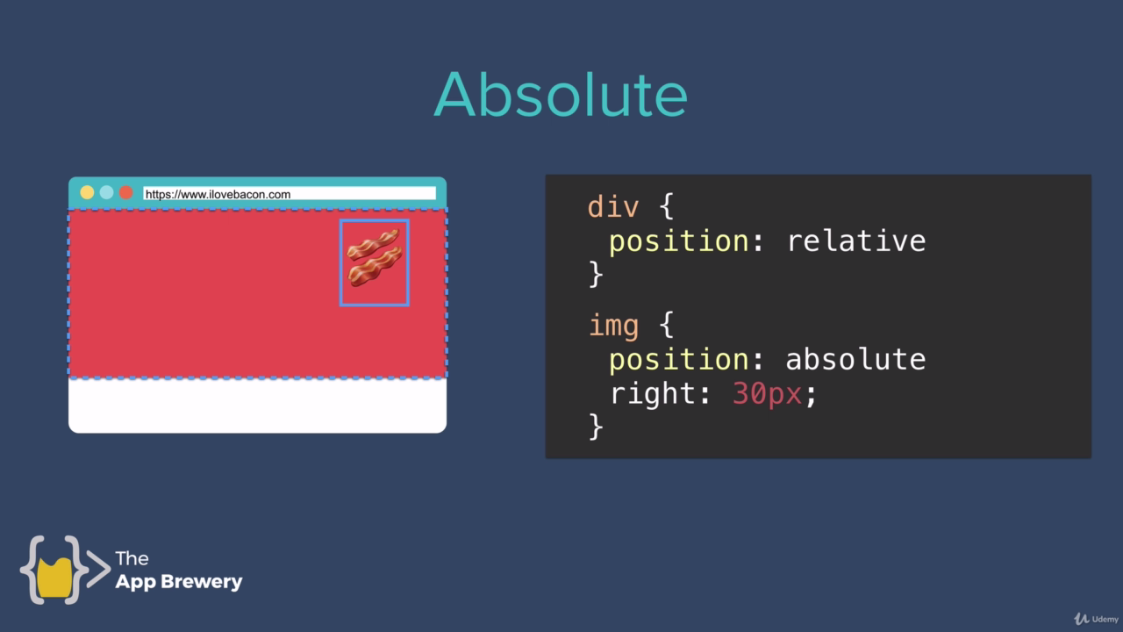 Absolute
https://www.ilovebacon.com
div {
position: relative
}
img {
position: absolute
right: 30px;
}
The
App Brewery
Udemy